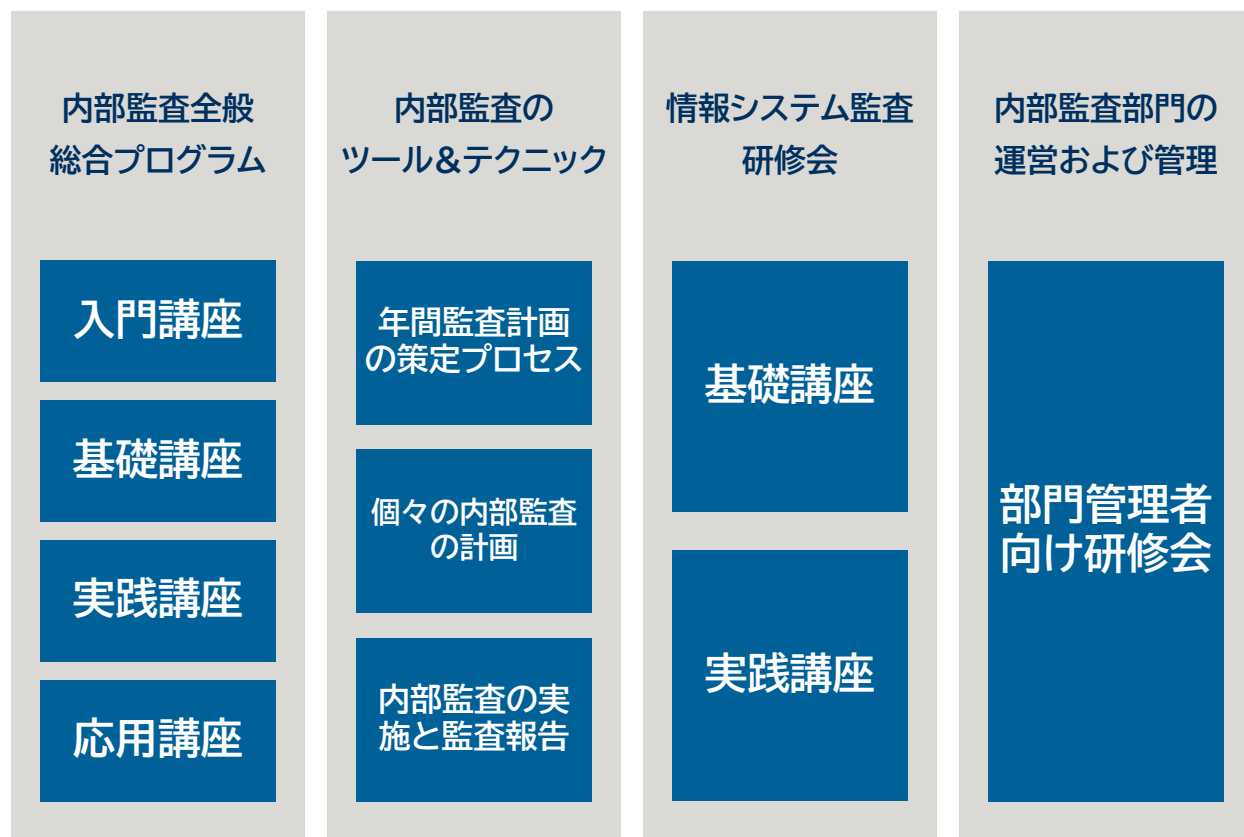 内部監査全般
総合プログラム
入門講座
基礎講座
実践講座
応用講座
内部監査の
ツール&テクニック
年間監査計画
の策定プロセス
個々の内部監査
の計画
内部監査の実
施と監査報告
情報システム監査
研修会
基礎講座
実践講座
内部監査部門の
運営および管理
部門管理者
向け研修会